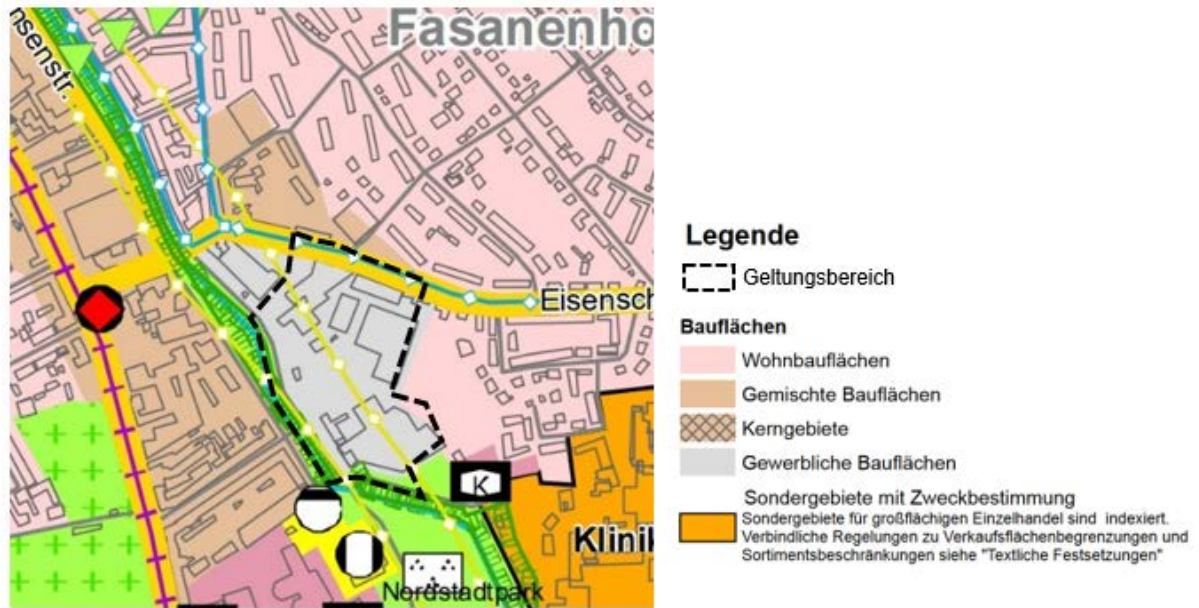 Fasanenho
nsenstr.
Eisensch
K
Klinik
Nordstadtpark
Legende
Geltungsbereich
Bauflächen
Wohnbauflächen
Gemischte Bauflächen
Kerngebiete
Gewerbliche Bauflächen
Sondergebiete mit Zweckbestimmung
Sondergebiete für großflächigen Einzelhandel sind indexiert.
Verbindliche Regelungen zu Verkaufsflächenbegrenzungen und
Sortimentsbeschränkungen siehe "Textliche Festsetzungen"